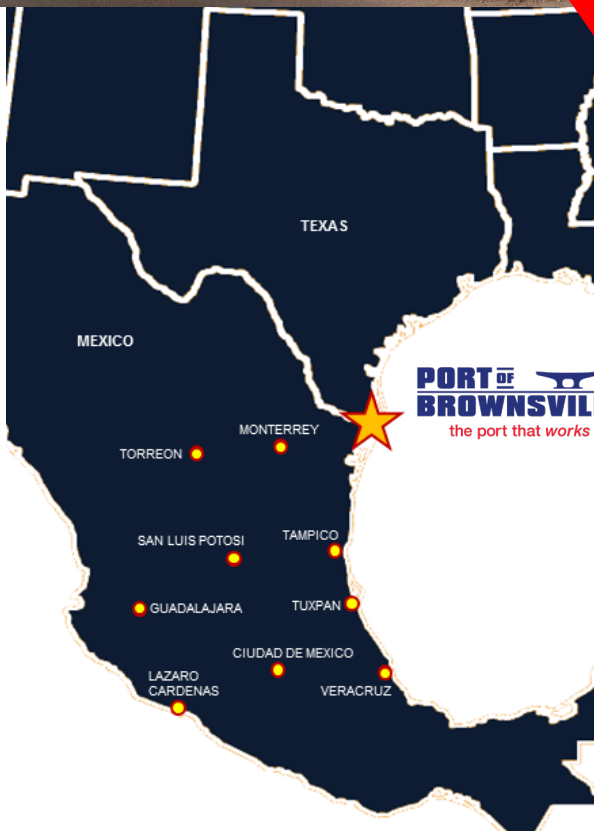 TEXAS
MEXICO
PORT OF
the port that works
MONTERREY
TORREON
SAN LUIS POTOSI
TAMPICO
GUADALAJARA
TUXPAN
CIUDAD DE MEXICO
LAZARO
CARDENAS
VERACRUZ